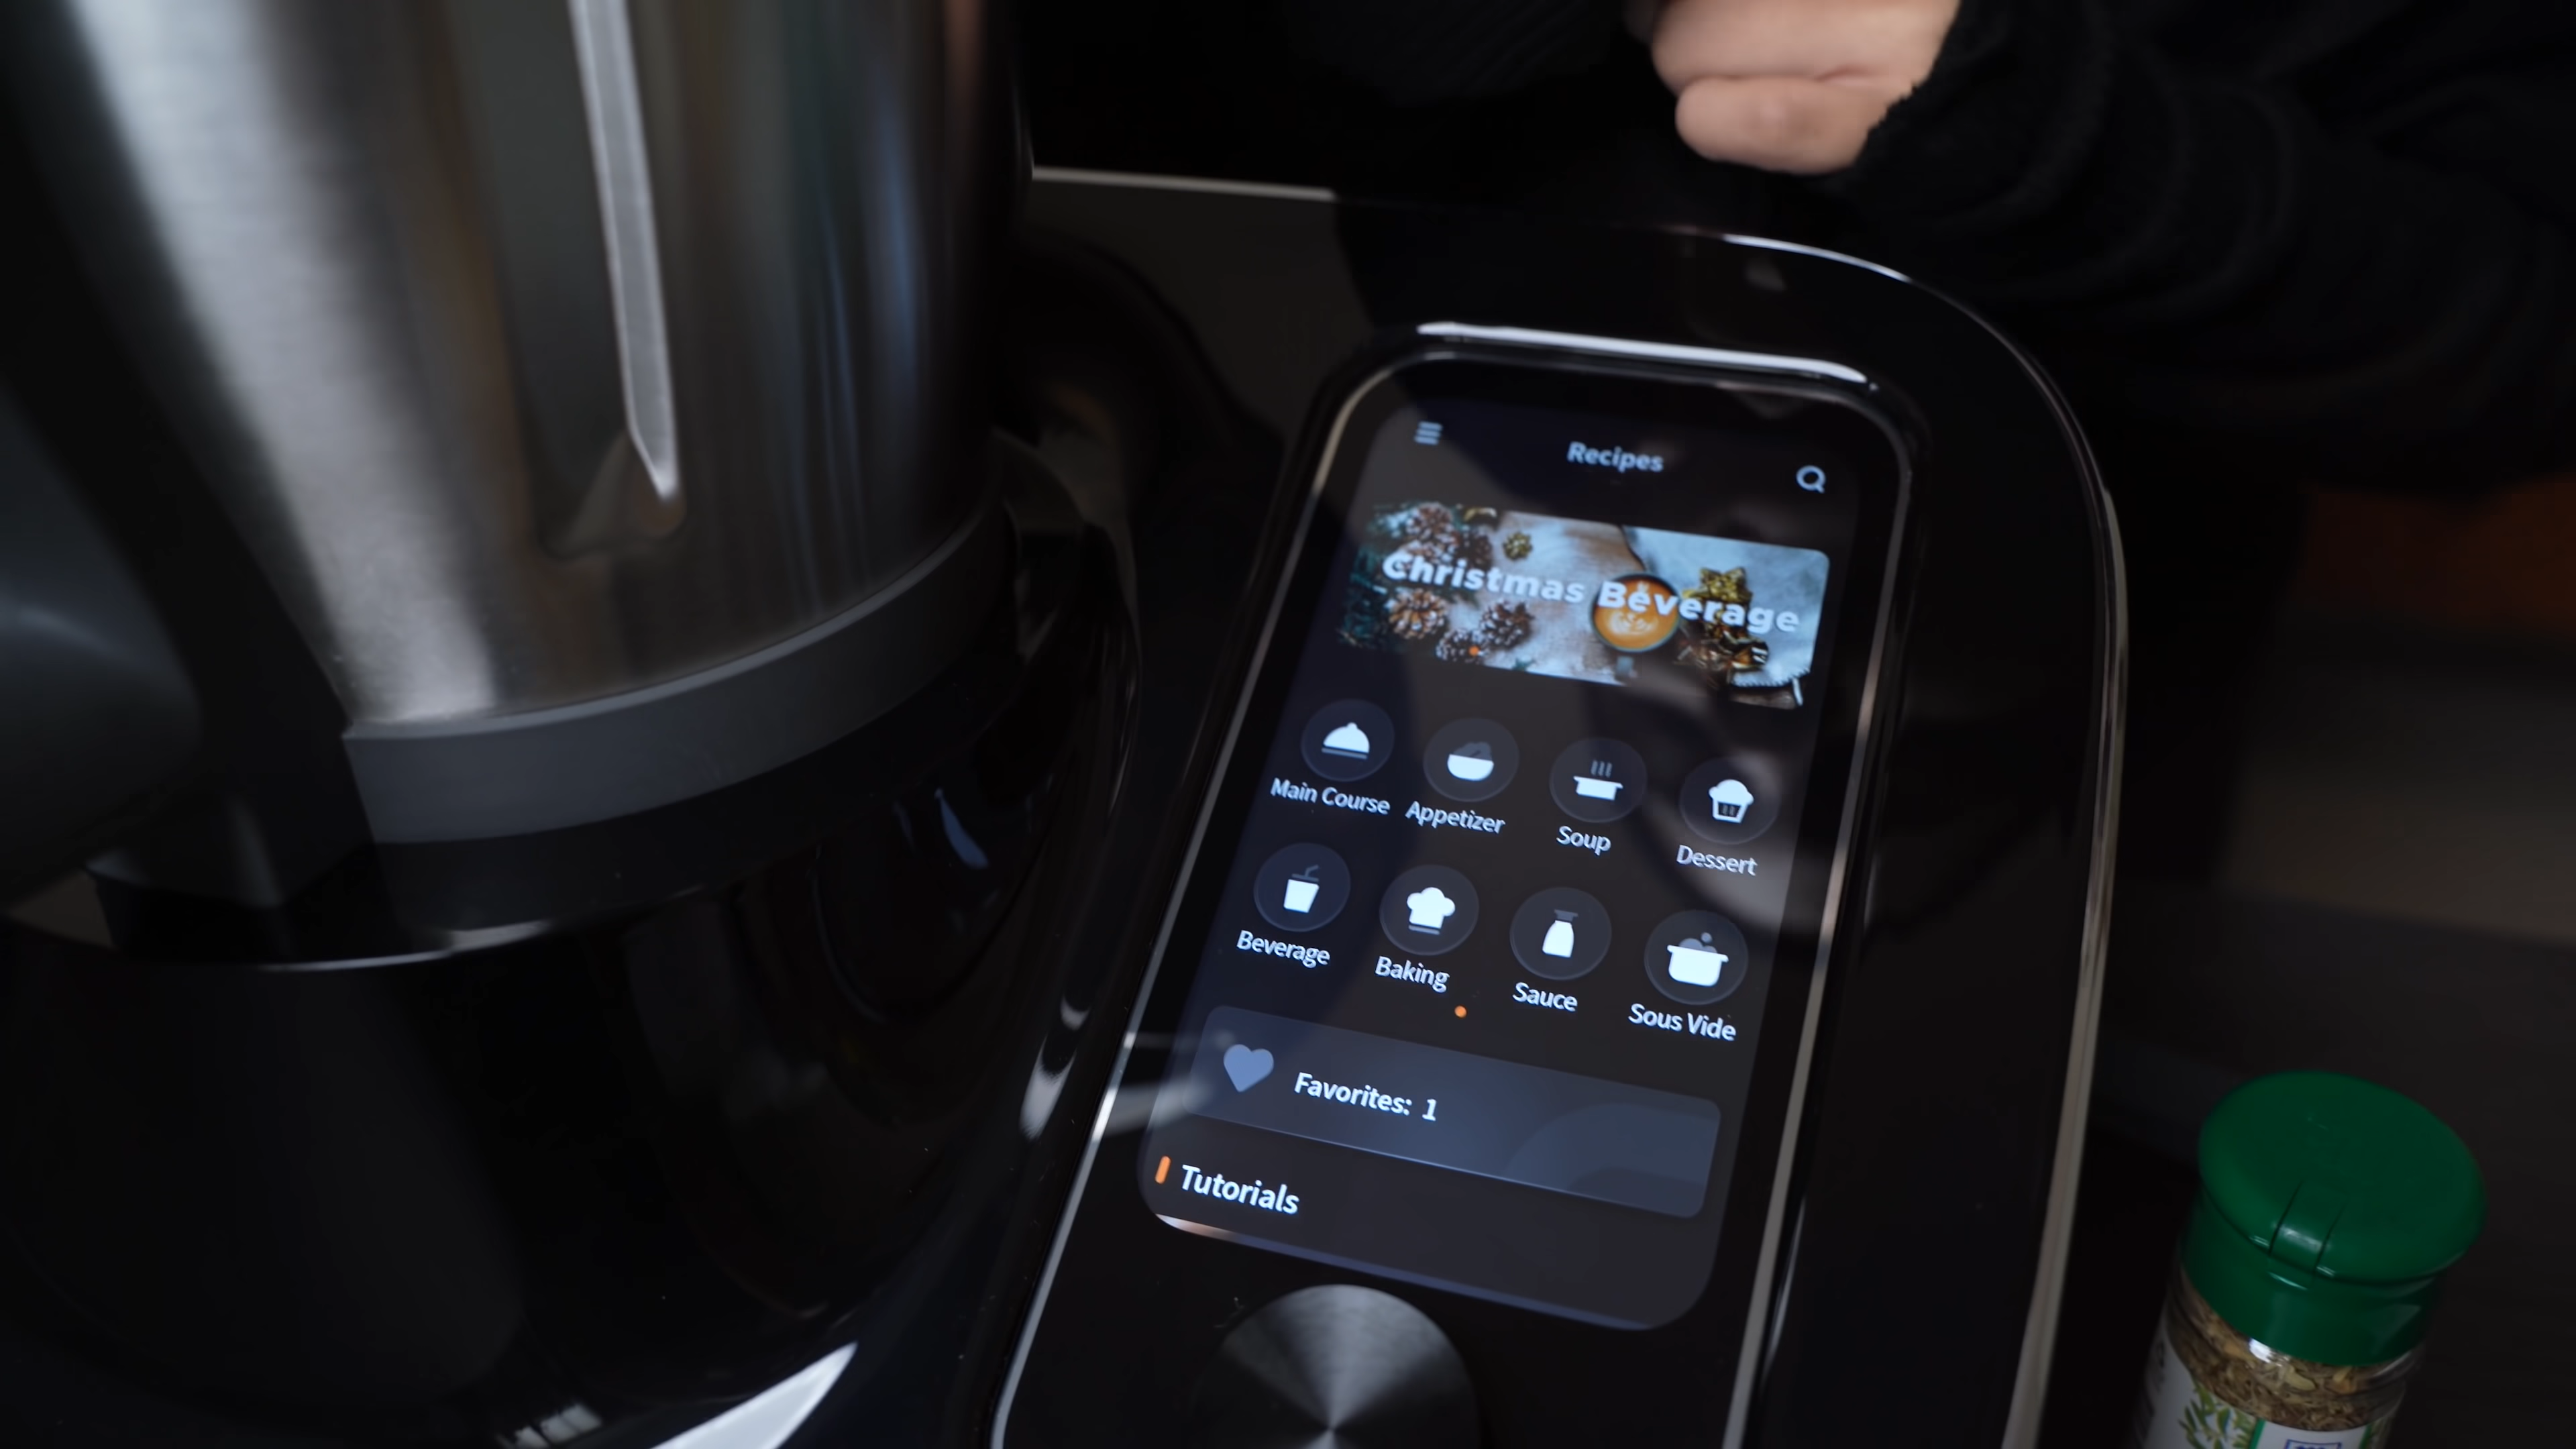 Recipes
Christmas Beverage
Main Course
Appetizer
Soup
Dessert
Beverage
Baking
Sauce
Sous Vide
Favorites: 1
Tutorials